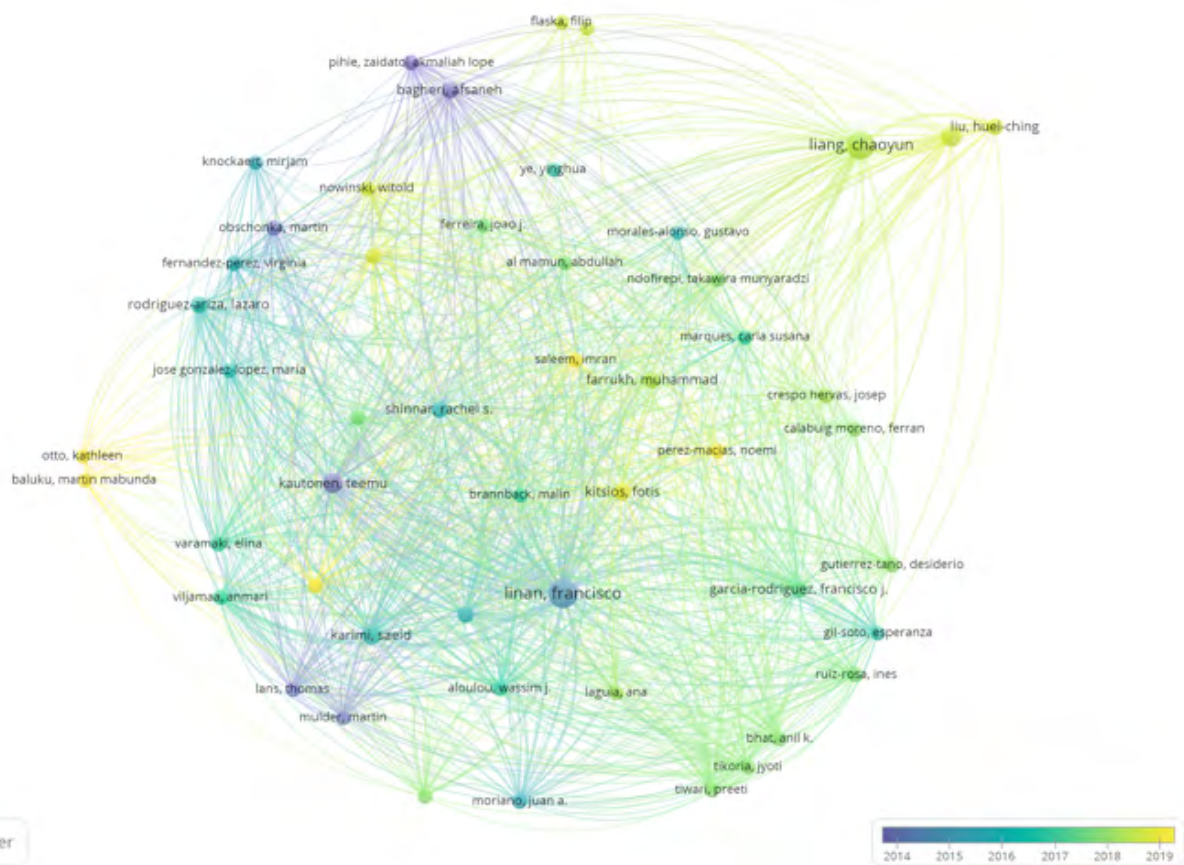 flaska, filip
pihie, zaidatol akmaliah lope
bagheri, afsaneh
liu, huei-ching
liang, chaoyun
knockaert, mirjam
ye, yinghua
nowinski, witold
obschonka, martin
ferreira, joao j.
morales-alonso, gustavo
fernandez-perez, virginia
al mamun, abdullah
ndofirepi, takawira munyaradzi
rodriguez-ariza, lazaro
marques, carla susana
saleem, imran
jose gonzalez-lopez, maria
farrukh, muhammad
crespo hervas, josep
shinnar, rachel s.
calabuig moreno, ferran
perez-macias, noemi
otto, kathleen
baluku, martin mabunda
kautonen, teemu
brannback, malin
kitsios, fotis
varamaki, elina
gutierrez-tano, desiderio
garcia-rodriguez, francisco j.
linan, francisco
viljamaa, anmari
karimi, saeid
gil-soto, esperanza
ruiz-rosa, ines
lans, thomas
aloulou, wassim j.
laguia, ana
mulder, martin
bhat, anil k.
tikoria, jyoti
tiwari, preeti
moriano, juan a.
er
2014 2015 2016 2017 2018 2019